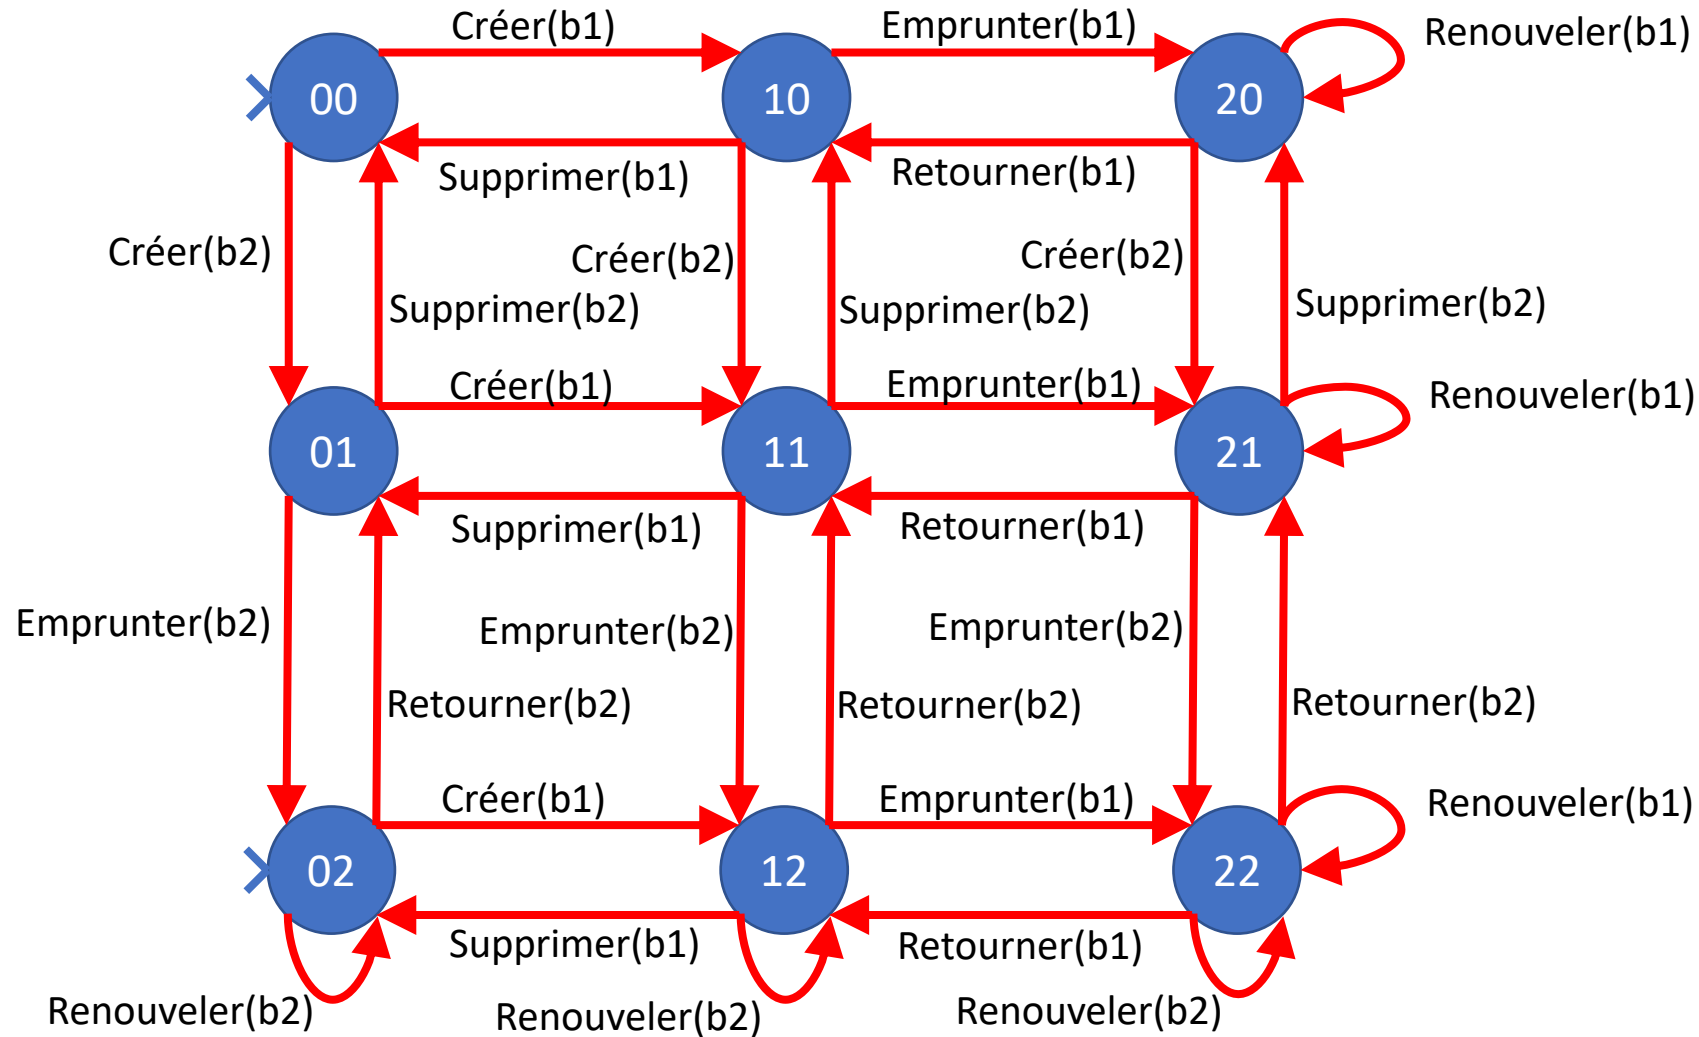 Créer(b1)
Emprunter(b1)
Renouveler(b1)
00
10
20
Supprimer(b1)
Retourner(b1)
Créer(b2)
Créer(b2)
Créer(b2)
Supprimer(b2)
Supprimer(b2)
Supprimer(b2)
Créer(b1)
Emprunter(b1)
Renouveler(b1)
01
11
21
Supprimer(b1)
Retourner(b1)
Emprunter(b2)
Emprunter(b2)
Emprunter(b2)
Retourner(b2)
Retourner(b2)
Retourner(b2)
Créer(b1)
Emprunter(b1)
Renouveler(b1)
02
12
22
Supprimer(b1)
Retourner(b1)
Renouveler(b2)
Renouveler(b2)
Renouveler(b2)